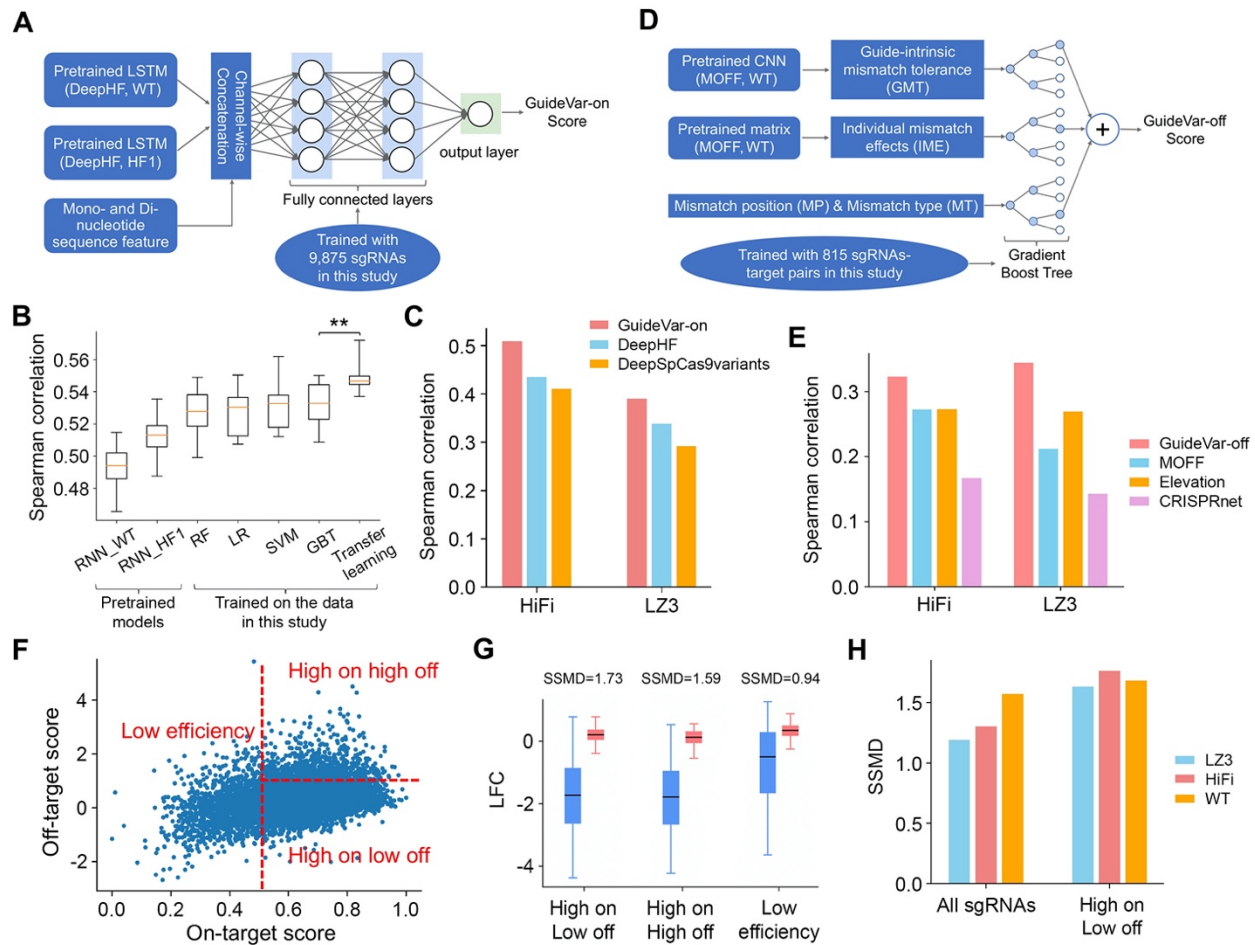 A
Pretrained LSTM
(DeepHF, WT)
Pretrained LSTM
(DeepHF, HF1)
Mono- and Di-
nucleotide
sequence feature
Channel-wise
Concatenation
output layer
GuideVar-on
Score
Fully connected layers
Trained with
9,875 sgRNAs
in this study
D
Pretrained CNN
(MOFF, WT)
Guide-intrinsic
mismatch tolerance
(GMT)
Pretrained matrix
(MOFF, WT)
Individual mismatch
effects (IME)
Mismatch position (MP) & Mismatch type (MT)
+
GuideVar-off
Score
Trained with 815 sgRNAs-
target pairs in this study
Gradient
Boost Tree
B
Spearman correlation
0.56
0.54
0.52
0.50
0.48
**
RNN_WT
RNN_HF1
RF
LR
SVM
GBT
Transfer
learning
Pretrained
models
Trained on the data
in this study
C
Spearman correlation
0.5
0.4
0.3
0.2
0.1
0.0
GuideVar-on
DeepHF
DeepSpCas9variants
HiFi
LZ3
E
Spearman correlation
0.3
0.2
0.1
0.0
GuideVar-off
MOFF
Elevation
CRISPRnet
HiFi
LZ3
F
Off-target score
4
2
0
-2
High on high off
Low efficiency
High on low off
0.0
0.2
0.4
0.6
0.8
1.0
On-target score
G
SSMD=1.73
SSMD=1.59
SSMD=0.94
LFC
0
-2
-4
High on
Low off
High on
High off
Low
efficiency
H
SSMD
1.5
1.0
0.5
0.0
LZ3
HiFi
WT
All sgRNAs
High on
Low off